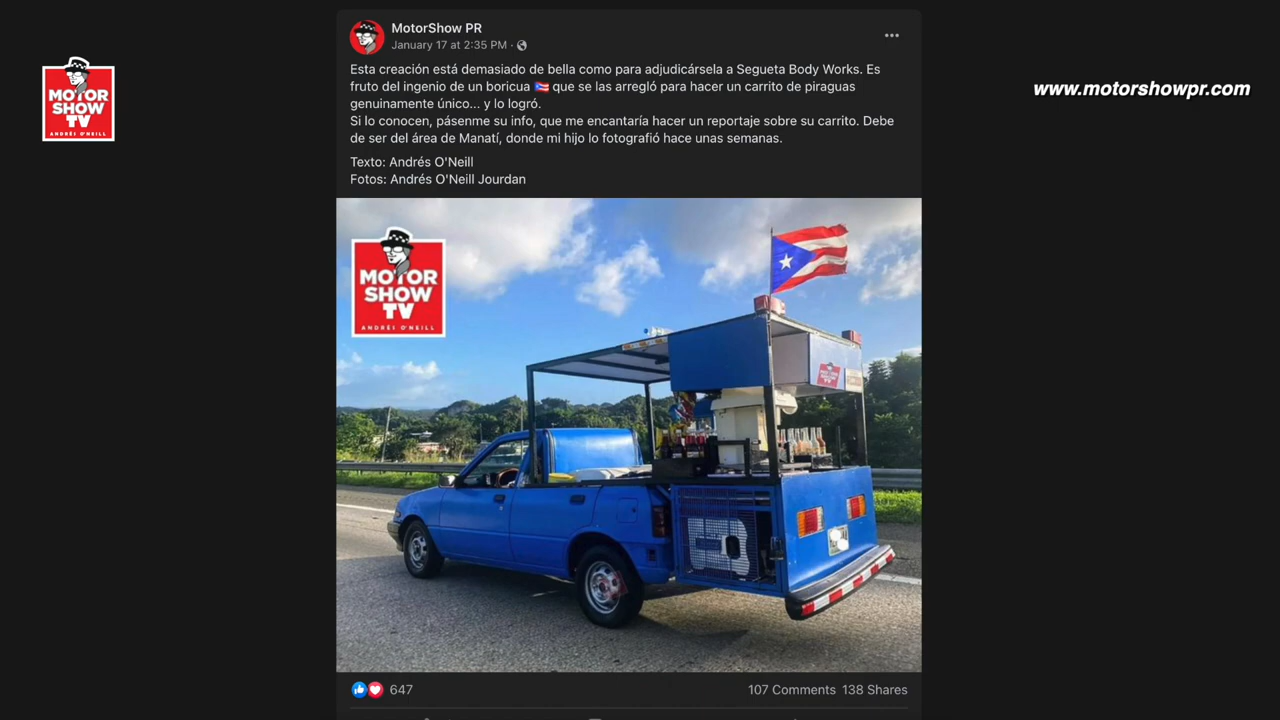 MotorShow PR
January 17 at 2:35 PM ·
MOTOR
SHOW
TV
ANDRÉS O'NEILL
www.motorshowpr.com
Esta creación está demasiado de bella como para adjudicársela a Segueta Body Works. Es
fruto del ingenio de un boricua 🇵🇷 que se las arregló para hacer un carrito de piraguas
genuinamente único... y lo logró.
Si lo conocen, pásenme su info, que me encantaría hacer un reportaje sobre su carrito. Debe
de ser del área de Manatí, donde mi hijo lo fotografió hace unas semanas.
Texto: Andrés O'Neill
Fotos: Andrés O'Neill Jourdan
MOTOR
SHOW
TV
ANDRÉS O'NEILL
647
107 Comments 138 Shares